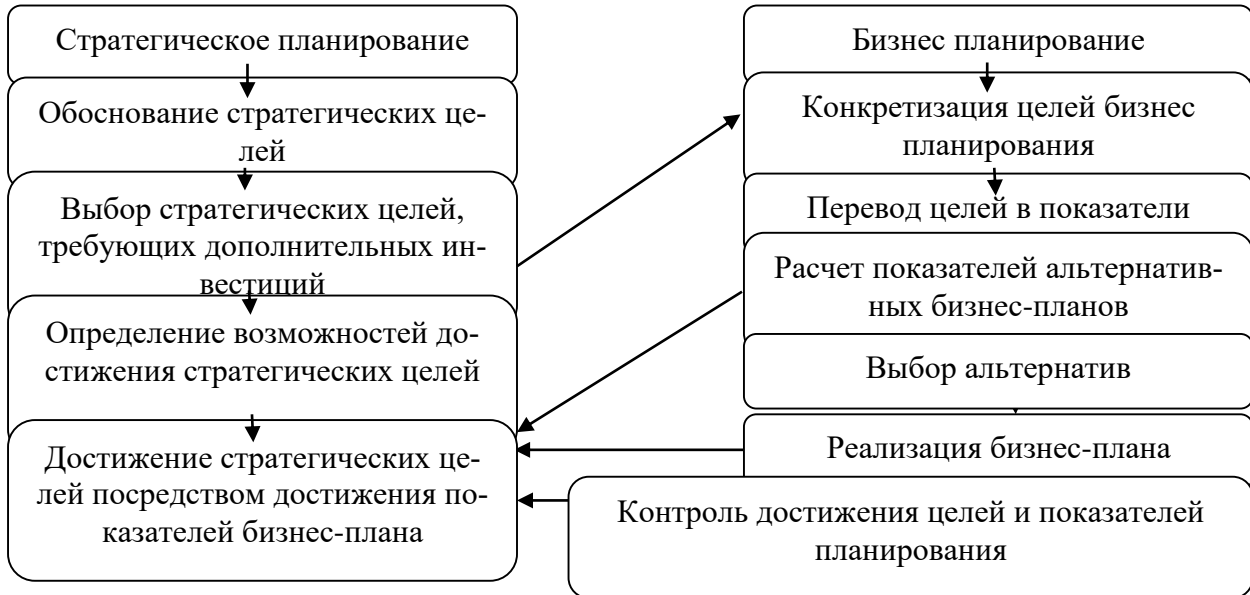 Стратегическое планирование
Обоснование стратегических це-
лей
Выбор стратегических целей,
требующих дополнительных ин-
вестиций
Определение возможностей до-
стижения стратегических целей
Достижение стратегических це-
лей посредством достижения по-
казателей бизнес-плана
Бизнес планирование
Конкретизация целей бизнес
планирования
Перевод целей в показатели
Расчет показателей альтернатив-
ных бизнес-планов
Выбор альтернатив
Реализация бизнес-плана
Контроль достижения целей и показателей
планирования